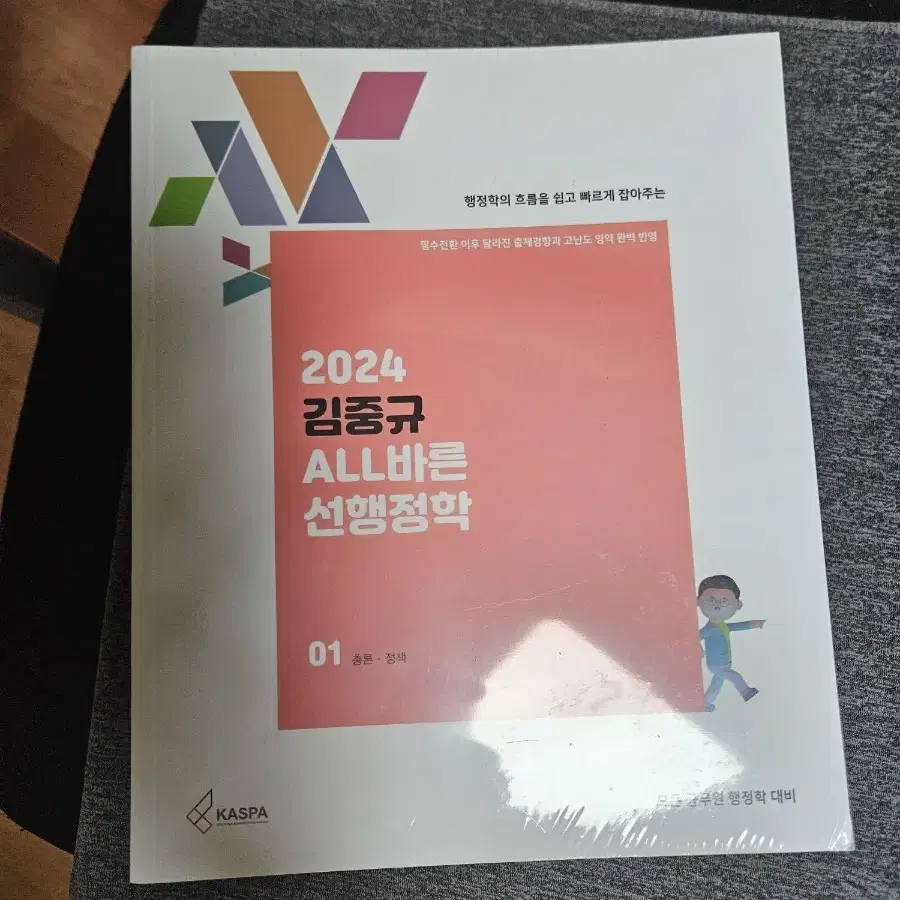 행정학의 흐름을 쉽고 빠르게 잡아주는
필수전환 이후 달라진 출제경향과 고난도 영역 완벽 반영
2024
김중규
ALL바른
선행정학
01 총론·정책
KASPA
모든 공무원 행정학 대비